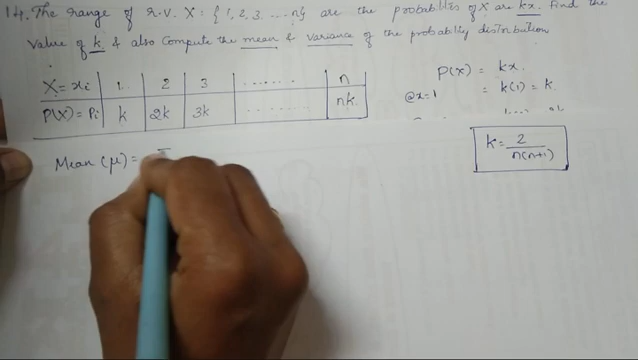 14. The range of r.v. X = {1, 2, 3 ... n} are the probabilities of X are kx. Find the
value of k & also compute the mean & variance of the probability distribution
X = xi 1 2 3 ........ n
P(X) = Pi k 2k 3k ........ nk
P(x) = kx
@x=1 = k(1) = k
k = 2/n(n+1)
Mean (μ) =